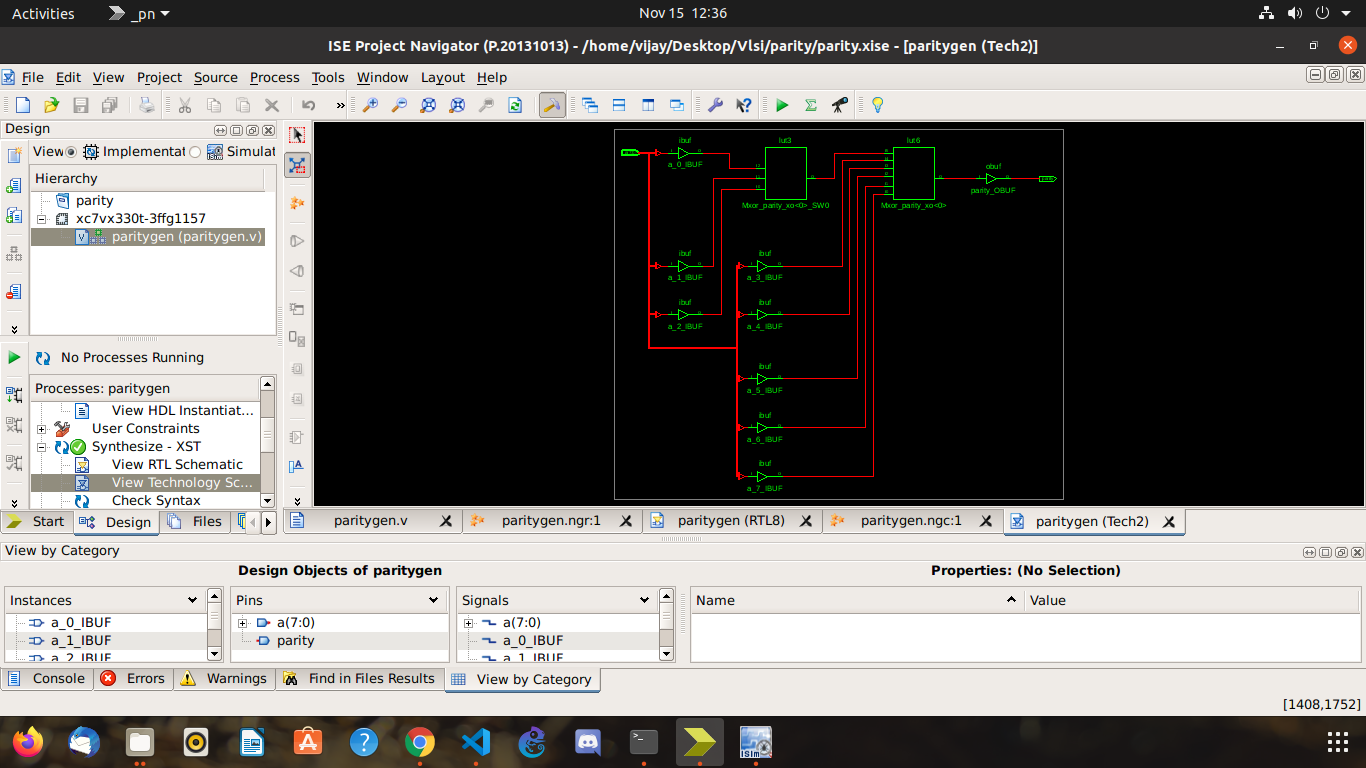 Activities
_pn
Nov 15 12:36
ISE Project Navigator (P.20131013) - /home/vijay/Desktop/Vlsi/parity/parity.xise - [paritygen (Tech2)]
File Edit View Project Source Process Tools Window Layout Help
Design
View Implementat Simulat
Hierarchy
parity
xc7vx330t-3ffg1157
paritygen (paritygen.v)
No Processes Running
Processes: paritygen
View HDL Instantiat...
User Constraints
Synthesize - XST
View RTL Schematic
View Technology Sc...
Check Syntax
Start Design Files
ibuf
a_0_IBUF
lut3
Mxor_parity_xo<0>_SW0
lut6
Mxor_parity_xo<0>
obuf
parity_OBUF
ibuf
a_1_IBUF
ibuf
a_3_IBUF
ibuf
a_2_IBUF
ibuf
a_4_IBUF
ibuf
a_5_IBUF
ibuf
a_6_IBUF
ibuf
a_7_IBUF
paritygen.v paritygen.ngr:1 paritygen (RTL8) paritygen.ngc:1 paritygen (Tech2)
View by Category
Design Objects of paritygen
Properties: (No Selection)
Instances
a_0_IBUF
a_1_IBUF
a_2_IBUF
Pins
a(7:0)
parity
Signals
a(7:0)
a_0_IBUF
a_1_IBUF
Name Value
Console Errors Warnings Find in Files Results View by Category
[1408,1752]
ISim